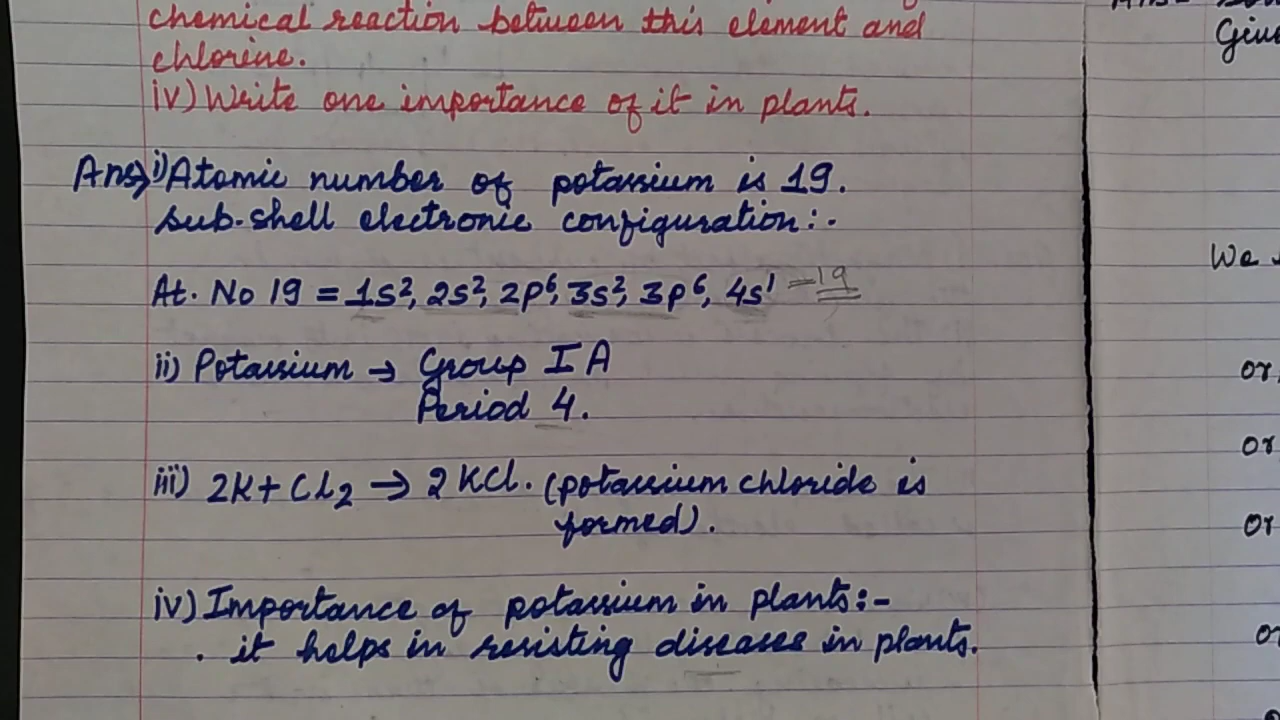 chemical reaction between this element and
chlorine.
iv) Write one importance of it in plants.
Ans) i) Atomic number of potassium is 19.
sub-shell electronic configuration:-
At. No 19 = 1s², 2s², 2p⁶, 3s², 3p⁶, 4s¹ = 19
ii) Potassium → Group I A
Period 4.
iii) 2K + Cl₂ → 2KCl. (potassium chloride is
formed).
iv) Importance of potassium in plants:-
. it helps in resisting diseases in plants.
Give
We
or,
or
or